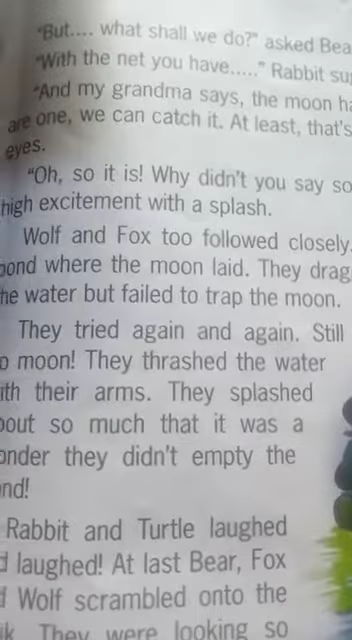 "But.... what shall we do?" asked Bea
"With the net you have....." Rabbit su
"And my grandma says, the moon ha
are one, we can catch it. At least, that's
eyes.
"Oh, so it is! Why didn't you say so
high excitement with a splash.
Wolf and Fox too followed closely.
pond where the moon laid. They drag
he water but failed to trap the moon.
They tried again and again. Still
o moon! They thrashed the water
ith their arms. They splashed
bout so much that it was a
onder they didn't empty the
ond!
Rabbit and Turtle laughed
d laughed! At last Bear, Fox
d Wolf scrambled onto the
k. They were looking so